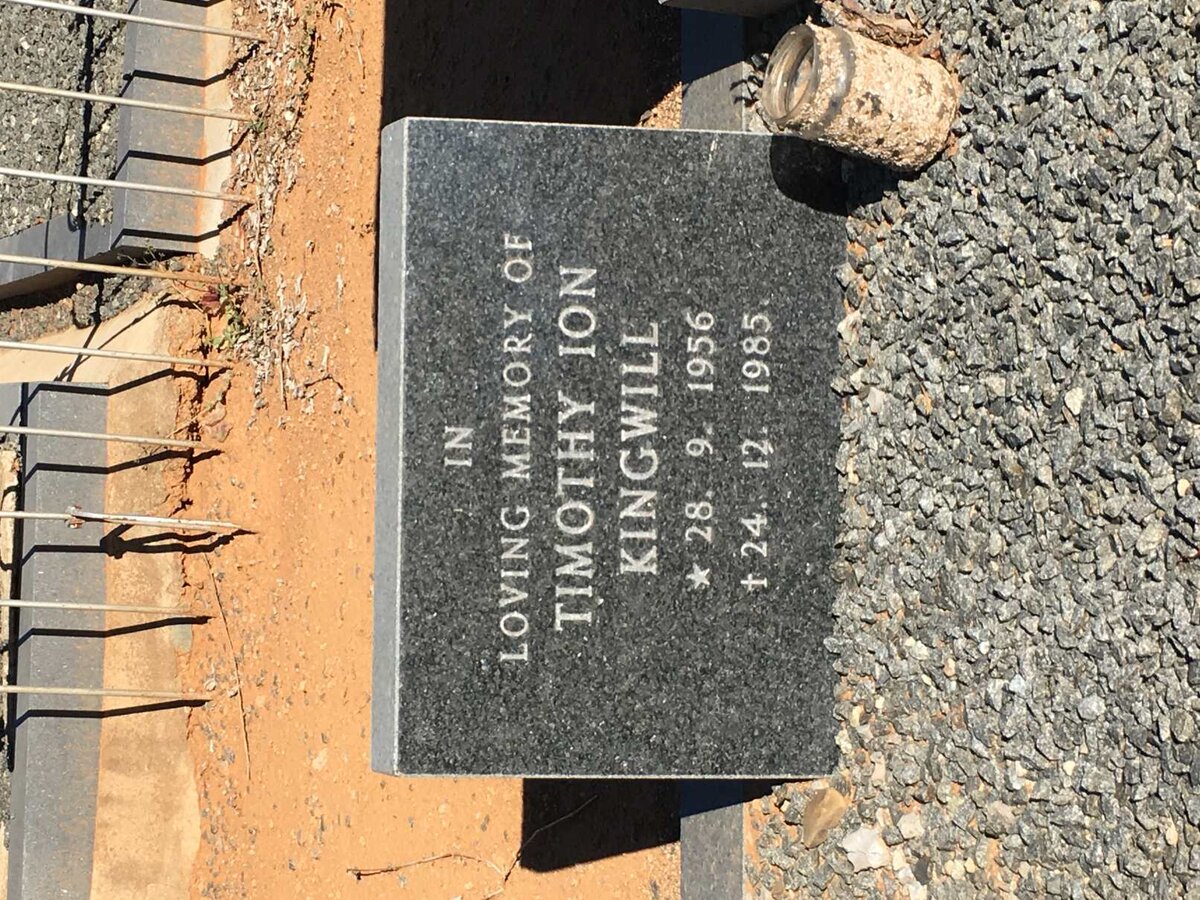 IN
LOVING MEMORY OF
TIMOTHY ION
KINGWILL
★ 28. 9. 1956
✝ 24. 12. 1985